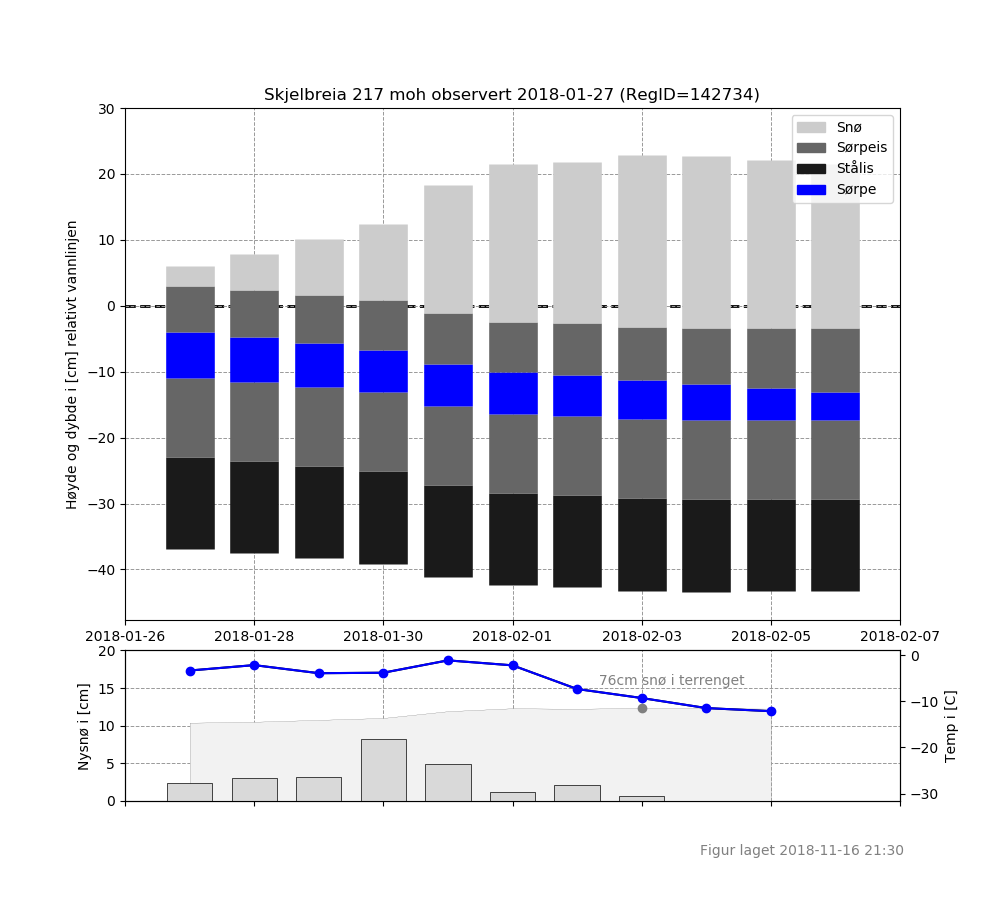 Skjelbreia 217 moh observert 2018-01-27 (RegID=142734)
Høyde og dybde i [cm] relativt vannlinjen
30
20
10
0
−10
−20
−30
−40
Snø
Sørpeis
Stålis
Sørpe
2018-01-26
2018-01-28
2018-01-30
2018-02-01
2018-02-03
2018-02-05
2018-02-07
Nysnø i [cm]
20
15
10
5
0
76cm snø i terrenget
0
−10
−20
−30
Temp i [C]
Figur laget 2018-11-16 21:30